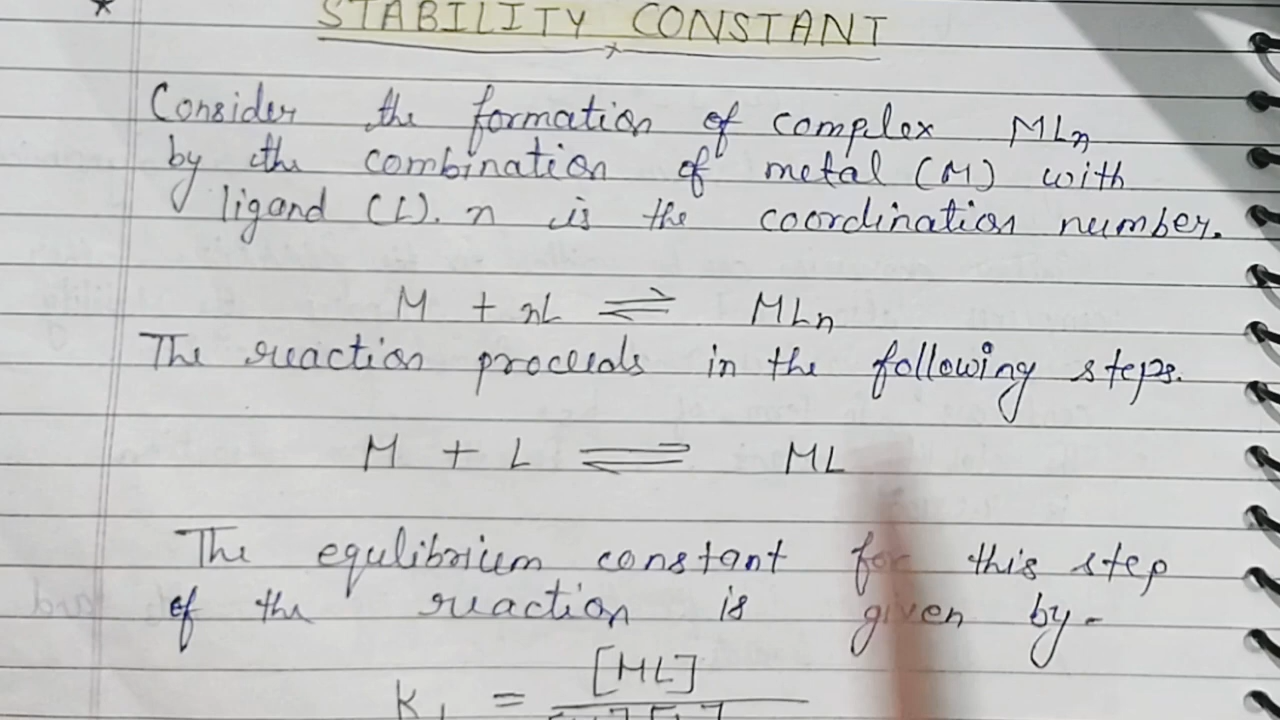 STABILITY CONSTANT
Consider the formation of complex MLn
by the combination of metal (M) with
ligand (L). n is the coordination number.
M + nL ⇌ MLn
The reaction proceeds in the following steps.
M + L ⇌ ML
The equlibrium constant for this step
of the reaction is given by -
K1 = [ML]